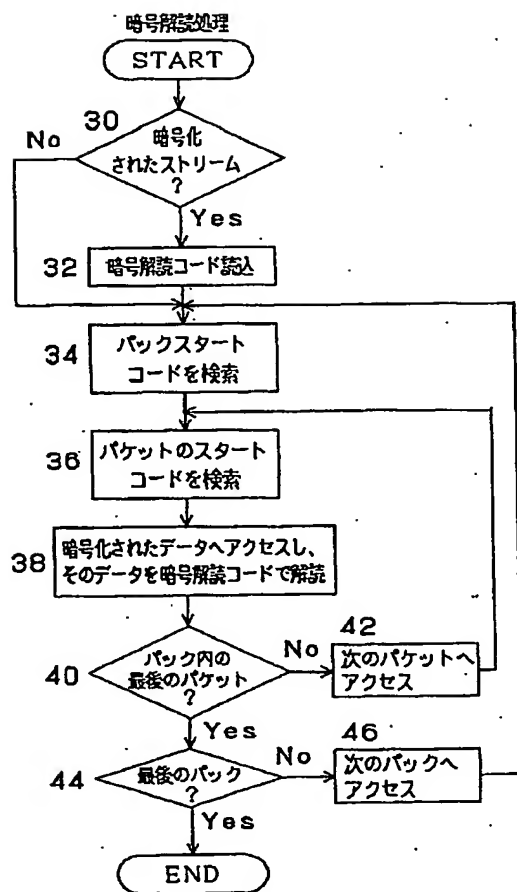 暗号解読処理
START
30
No
暗号化
されたストリーム
?
Yes
32
暗号解読コード読込
34
パックスタート
コードを検索
36
パケットのスタート
コードを検索
38
暗号化されたデータへアクセスし、
そのデータを暗号解読コードで解読
40
パック内の
最後のパケット
?
No
42
次のパケットへ
アクセス
Yes
44
最後のパック
?
No
46
次のパックへ
アクセス
Yes
END